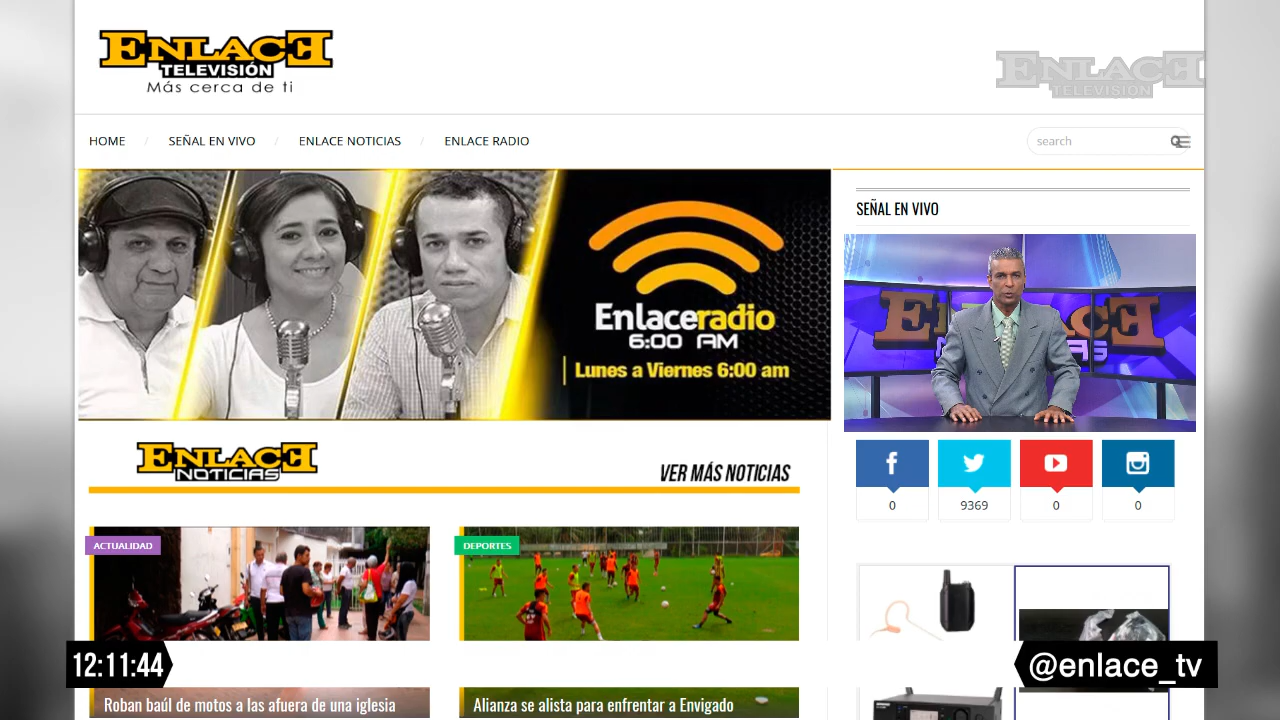 ENLACE
TELEVISIÓN
Más cerca de ti
ENLACE
TELEVISIÓN
HOME / SEÑAL EN VIVO / ENLACE NOTICIAS / ENLACE RADIO
search
SEÑAL EN VIVO
Enlaceradio
6:00 AM
Lunes a Viernes 6:00 am
ENLACE
NOTICIAS
VER MÁS NOTICIAS
0
9369
0
0
ACTUALIDAD
DEPORTES
12:11:44
@enlace_tv
Roban baúl de motos a las afuera de una iglesia
Alianza se alista para enfrentar a Envigado